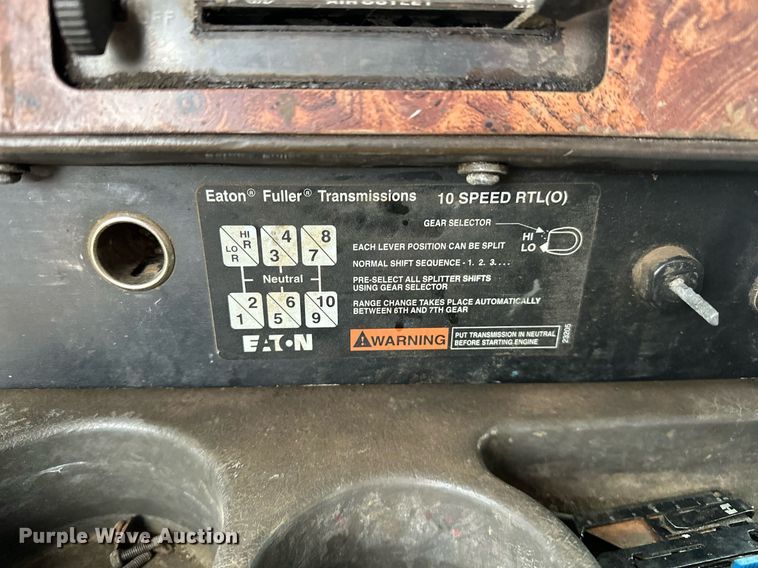 OFF
AIR OUTLET
Eaton® Fuller® Transmissions 10 SPEED RTL(O)
GEAR SELECTOR
HI
LO
HI R
LO R
4
3
8
7
Neutral
2
1
6
5
10
9
EACH LEVER POSITION CAN BE SPLIT
NORMAL SHIFT SEQUENCE - 1. 2. 3. . . .
PRE-SELECT ALL SPLITTER SHIFTS
USING GEAR SELECTOR
RANGE CHANGE TAKES PLACE AUTOMATICALLY
BETWEEN 6TH AND 7TH GEAR
EATON
WARNING
PUT TRANSMISSION IN NEUTRAL
BEFORE STARTING ENGINE
23205
Purple Wave Auction